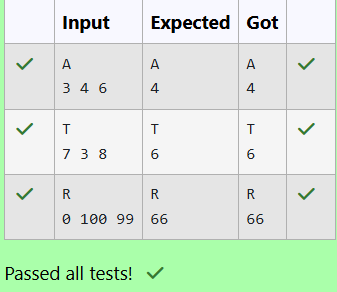 Input Expected Got
A A A
3 4 6 4 4
T T T
7 3 8 6 6
R R R
0 100 99 66 66
Passed all tests!